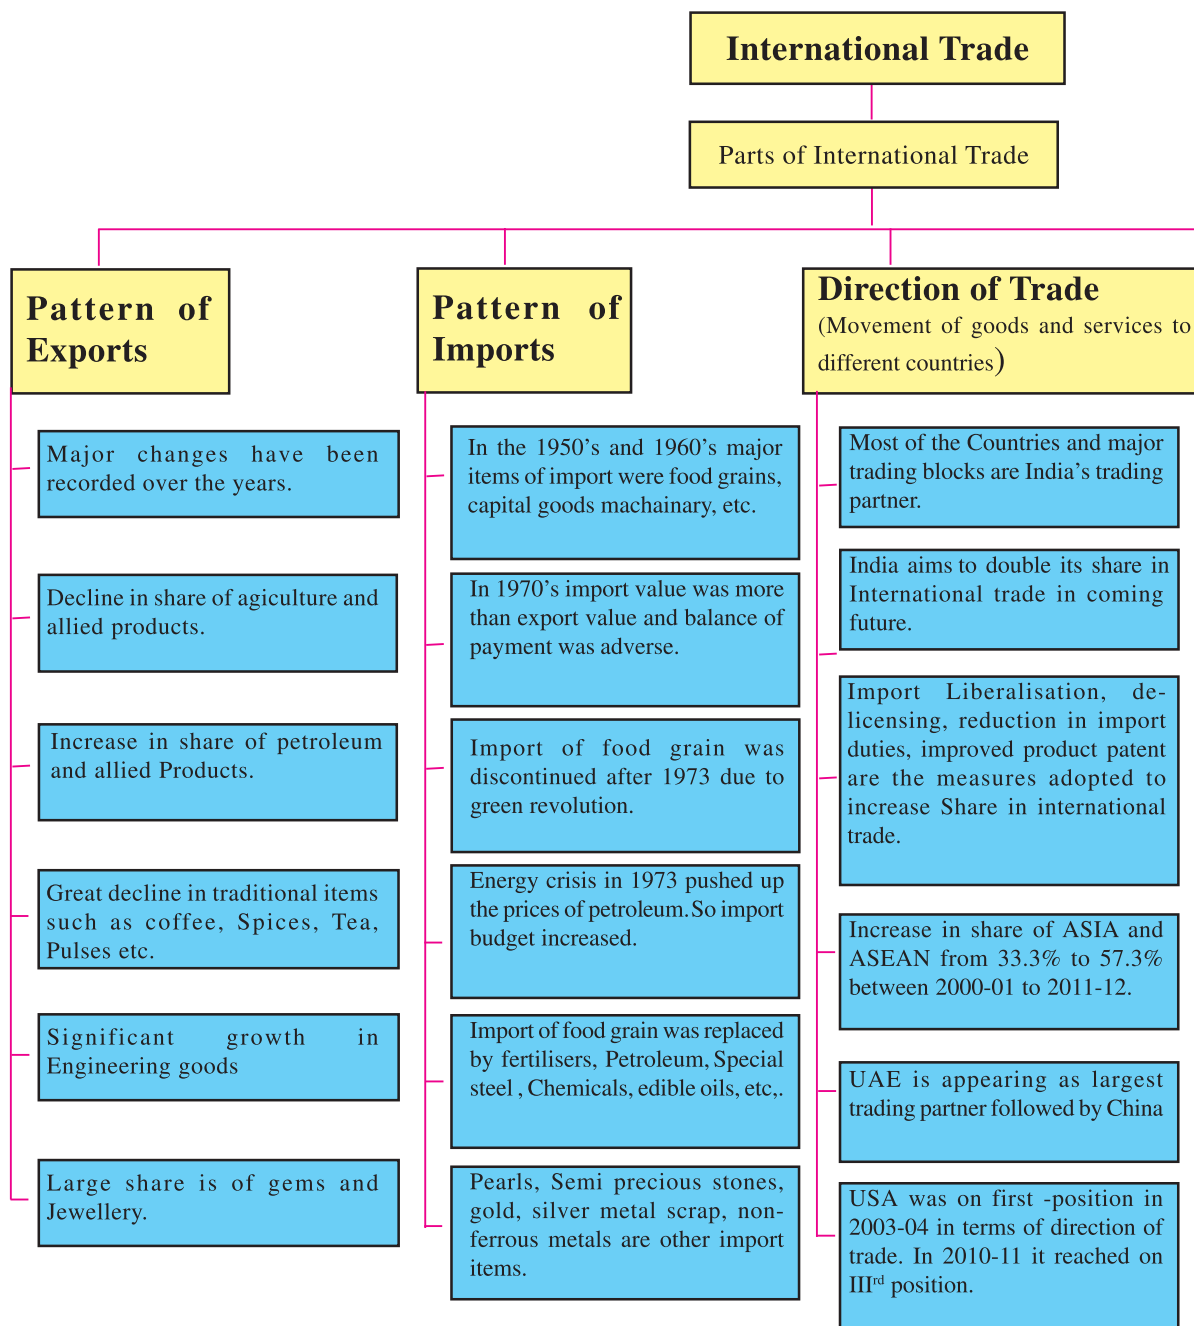 International Trade
Parts of International Trade
Pattern of
Exports
Major changes have been
recorded over the years.
Decline in share of agiculture and
allied products.
Increase in share of petroleum
and allied Products.
Great decline in traditional items
such as coffee, Spices, Tea,
Pulses etc.
Significant growth in
Engineering goods
Large share is of gems and
Jewellery.
Pattern of
Imports
In the 1950's and 1960's major
items of import were food grains,
capital goods machainary, etc.
In 1970's import value was more
than export value and balance of
payment was adverse.
Import of food grain was
discontinued after 1973 due to
green revolution.
Energy crisis in 1973 pushed up
the prices of petroleum. So import
budget increased.
Import of food grain was replaced
by fertilisers, Petroleum, Special
steel , Chemicals, edible oils, etc,.
Pearls, Semi precious stones,
gold, silver metal scrap, non-
ferrous metals are other import
items.
Direction of Trade
(Movement of goods and services to
different countries)
Most of the Countries and major
trading blocks are India's trading
partner.
India aims to double its share in
International trade in coming
future.
Import Liberalisation, de-
licensing, reduction in import
duties, improved product patent
are the measures adopted to
increase Share in international
trade.
Increase in share of ASIA and
ASEAN from 33.3% to 57.3%
between 2000-01 to 2011-12.
UAE is appearing as largest
trading partner followed by China
USA was on first -position in
2003-04 in terms of direction of
trade. In 2010-11 it reached on
IIIrd position.